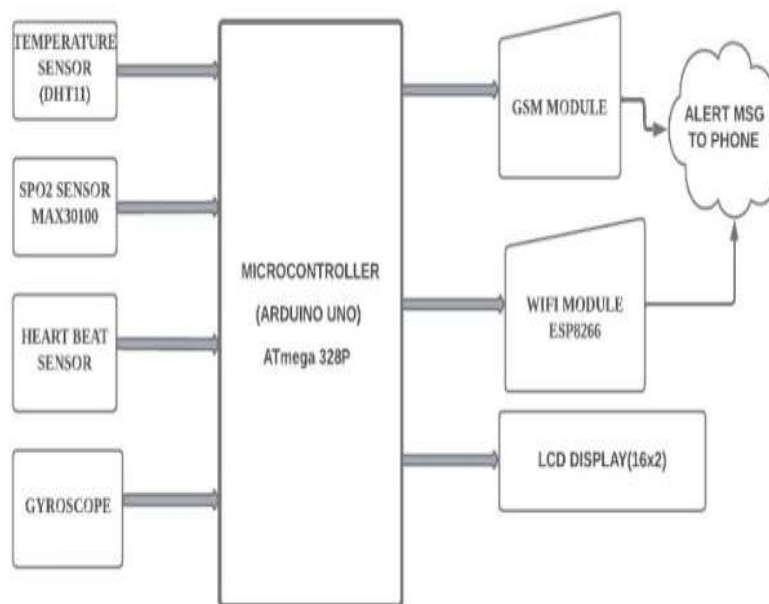 TEMPERATURE
SENSOR
(DHT11)
SPO2 SENSOR
MAX30100
HEART BEAT
SENSOR
GYROSCOPE
MICROCONTROLLER
(ARDUINO UNO)
ATmega 328P
GSM MODULE
WIFI MODULE
ESP8266
LCD DISPLAY(16x2)
ALERT MSG
TO PHONE